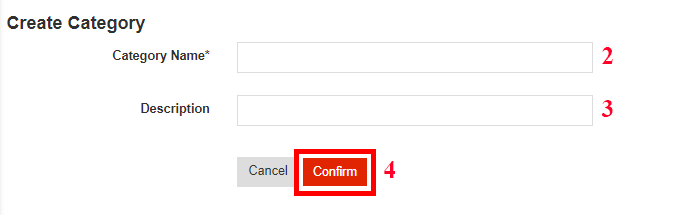 Create Category
Category Name* 2
Description 3
Cancel Confirm 4